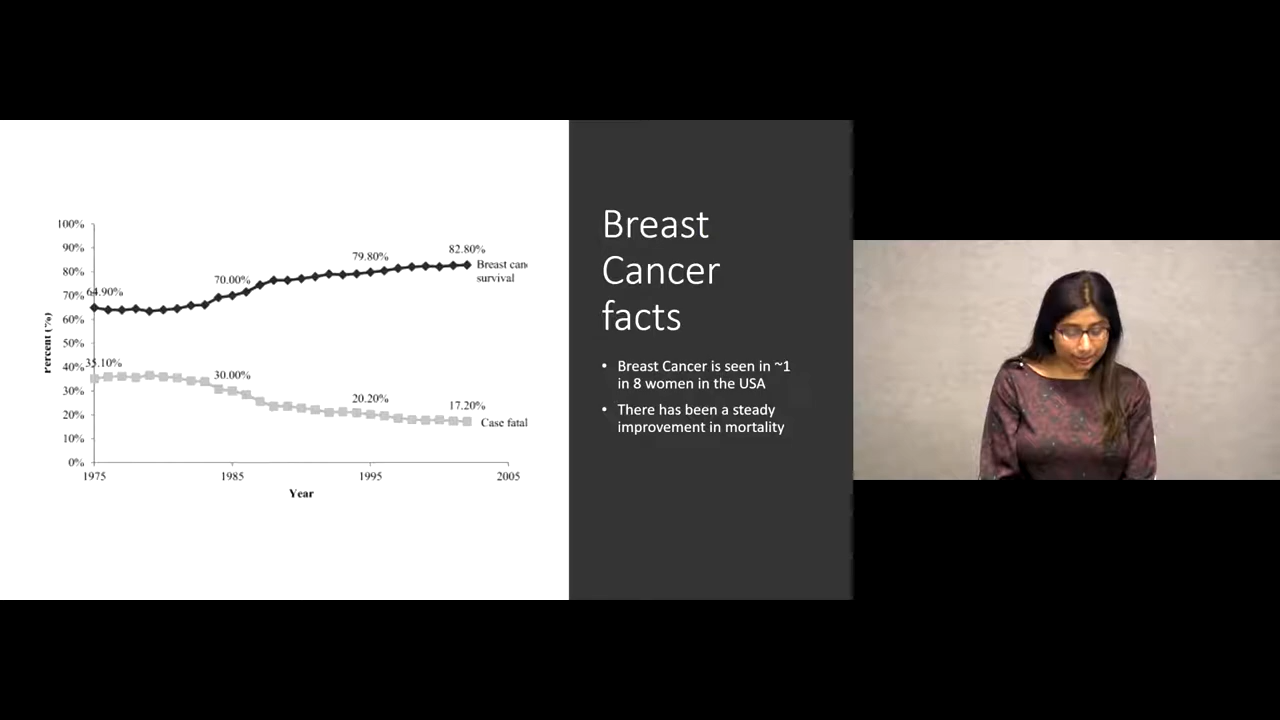 100%
90%
80%
70%
60%
50%
40%
30%
20%
10%
0%
64.90%
70.00%
79.80%
82.80%
survival
35.10%
30.00%
20.20%
17.20%
Breast
Case
Percent (%)
1975
1985
1995
2005
Year
Breast
Cancer
facts
• Breast Cancer is seen in ~1
in 8 women in the USA
• There has been a steady
improvement in mortality